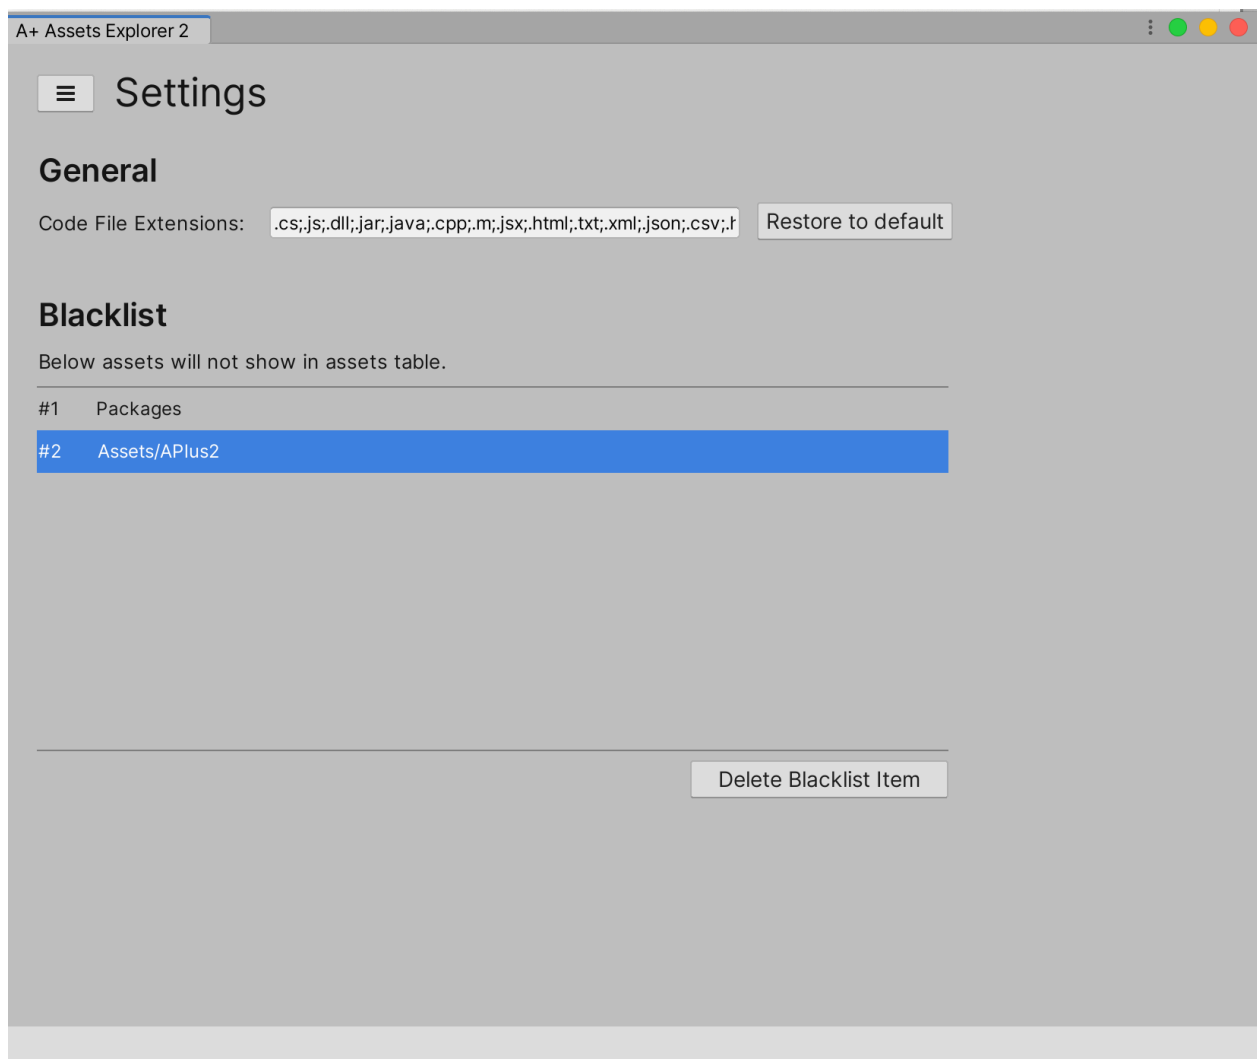 A+ Assets Explorer 2
Settings
General
Code File Extensions: .cs;.js;.dll;.jar;.java;.cpp;.m;.jsx;.html;.txt;.xml;.json;.csv; Restore to default
Blacklist
Below assets will not show in assets table.
#1 Packages
#2 Assets/APlus2
Delete Blacklist Item